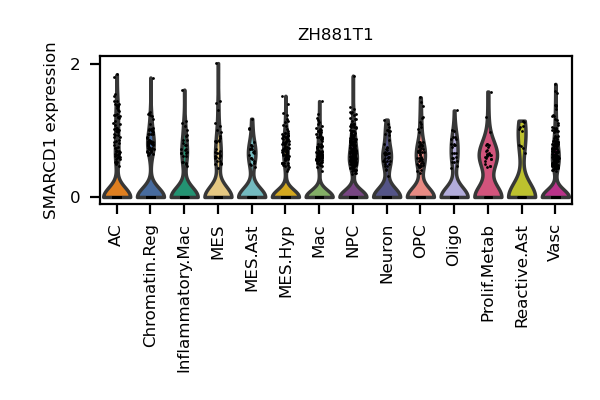 ZH881T1
SMARCD1 expression
2
0
AC
Chromatin.Reg
Inflammatory.Mac
MES
MES.Ast
MES.Hyp
Mac
NPC
Neuron
OPC
Oligo
Prolif.Metab
Reactive.Ast
Vasc